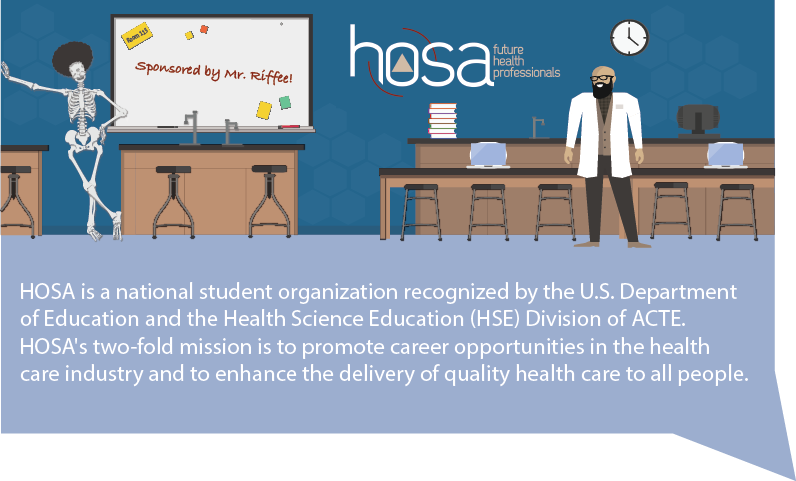 Room 113
Sponsored by Mr. Riffee!
hosa
future
health
professionals
HOSA is a national student organization recognized by the U.S. Department
of Education and the Health Science Education (HSE) Division of ACTE.
HOSA's two-fold mission is to promote career opportunities in the health
care industry and to enhance the delivery of quality health care to all people.